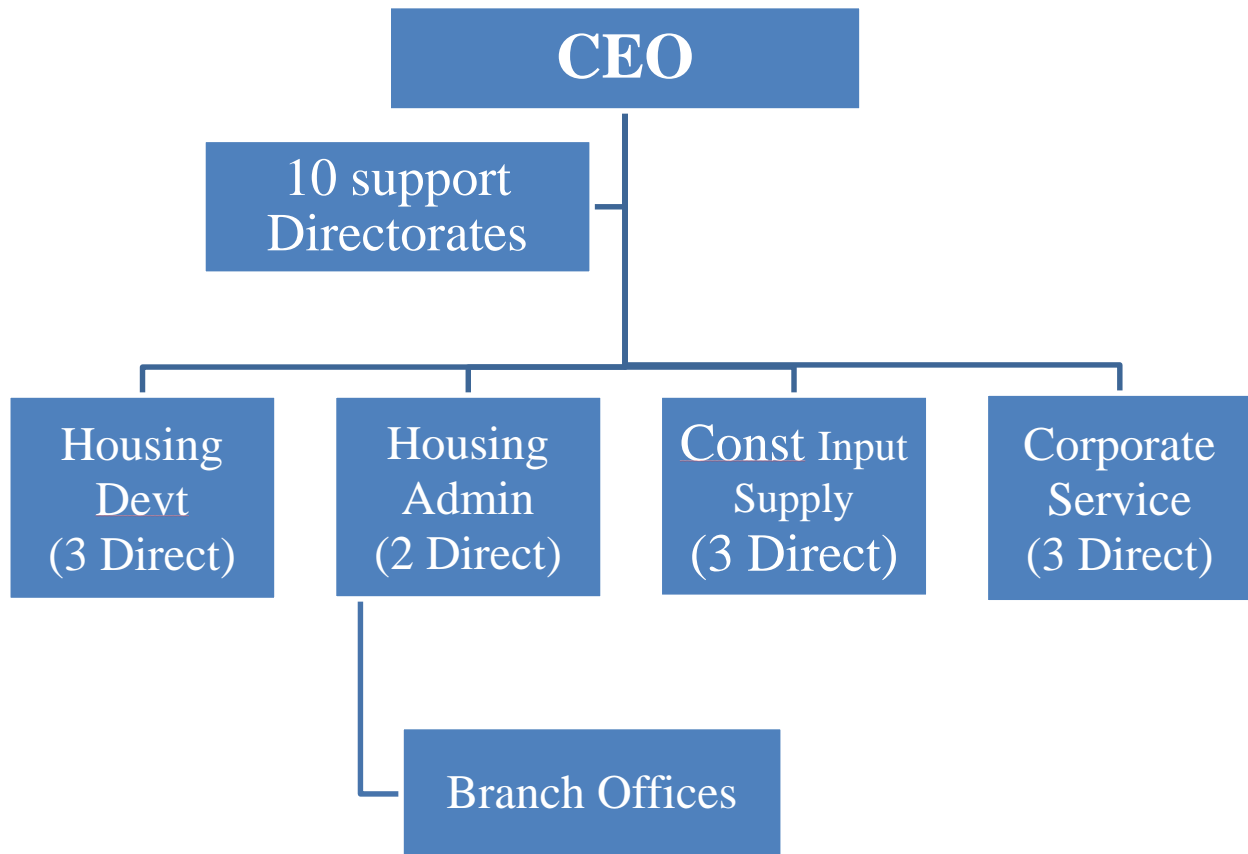 CEO
10 support
Directorates
Housing
Devt
(3 Direct)
Housing
Admin
(2 Direct)
Const Input
Supply
(3 Direct)
Corporate
Service
(3 Direct)
Branch Offices